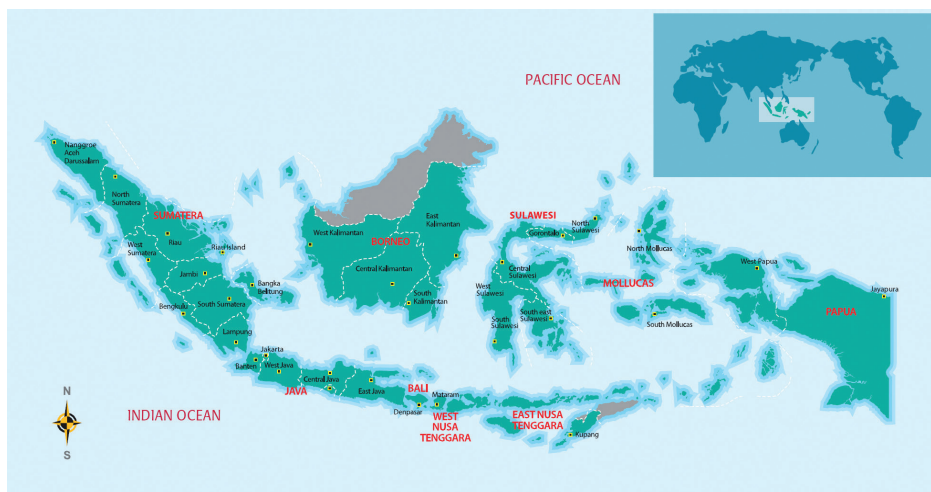 PACIFIC OCEAN
Nanggroe
Aceh
Darussalam
North
Sumatera
SUMATERA
Riau
Riau Island
West
Sumatera
Jambi
Bangka
Belitung
Bengkulu
South Sumatera
Lampung
West Kalimantan
East
Kalimantan
BORNEO
Central Kalimantan
South
Kalimantan
SULAWESI
North
Sulawesi
Gorontalo
Central
Sulawesi
West
Sulawesi
South east
Sulawesi
South
Sulawesi
North Mollucas
MOLLUCAS
South Mollucas
West Papua
Jayapura
PAPUA
Jakarta
Banten
West Java
JAVA
Central Java
East Java
BALI
Denpasar
Mataram
WEST
NUSA
TENGGARA
EAST NUSA
TENGGARA
Kupang
INDIAN OCEAN
N
S